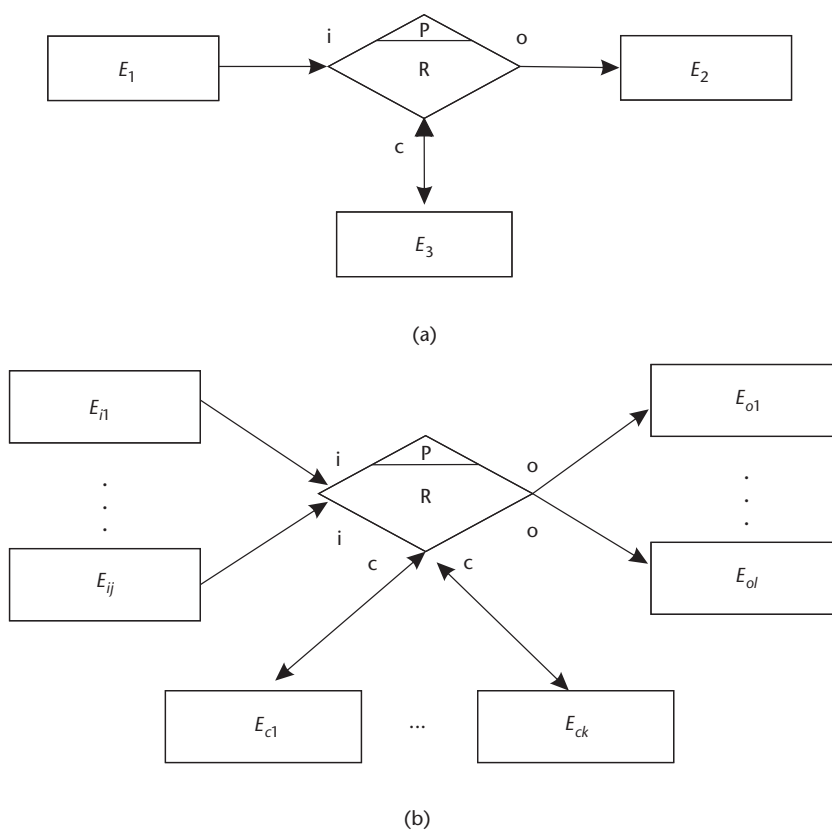 i P o
E1 R E2
c
E3
(a)
Ei1 Eo1
i P o
. .
. R .
. .
i o
Eij c c Eol
Ec1 ... Eck
(b)